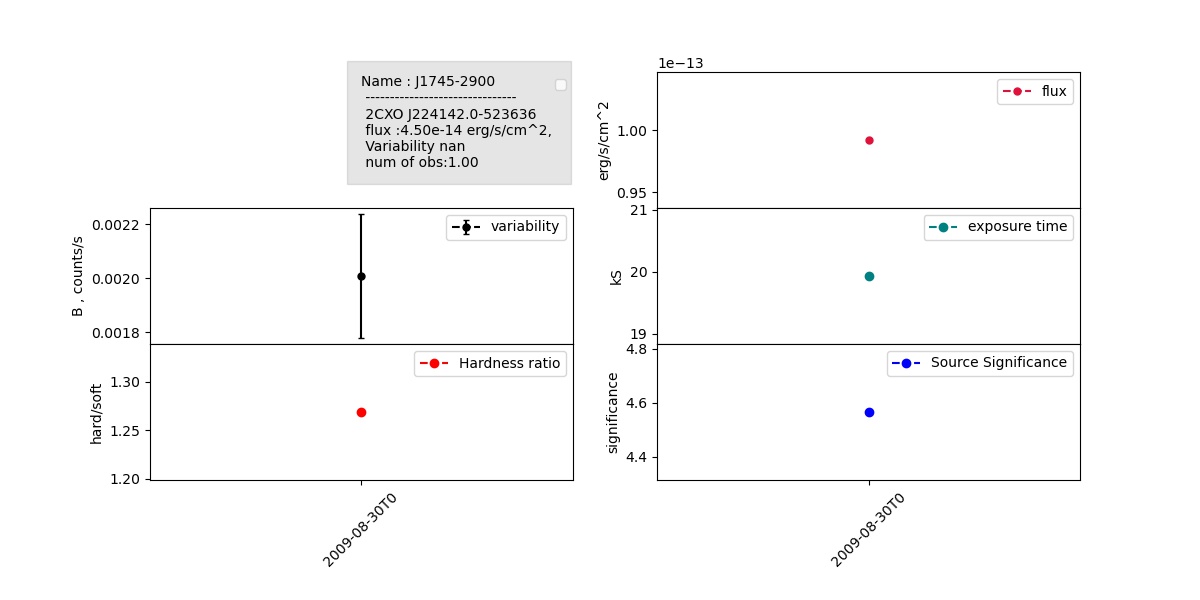 Name : J1745-2900
-------------------------------
2CXO J224142.0-523636
flux :4.50e-14 erg/s/cm^2,
Variability nan
num of obs:1.00
1e−13
flux
erg/s/cm^2
1.00
0.95
variability
B , counts/s
0.0022
0.0020
0.0018
exposure time
kS
21
20
19
Hardness ratio
hard/soft
1.30
1.25
1.20
2009-08-30T0
Source Significance
significance
4.8
4.6
4.4
2009-08-30T0